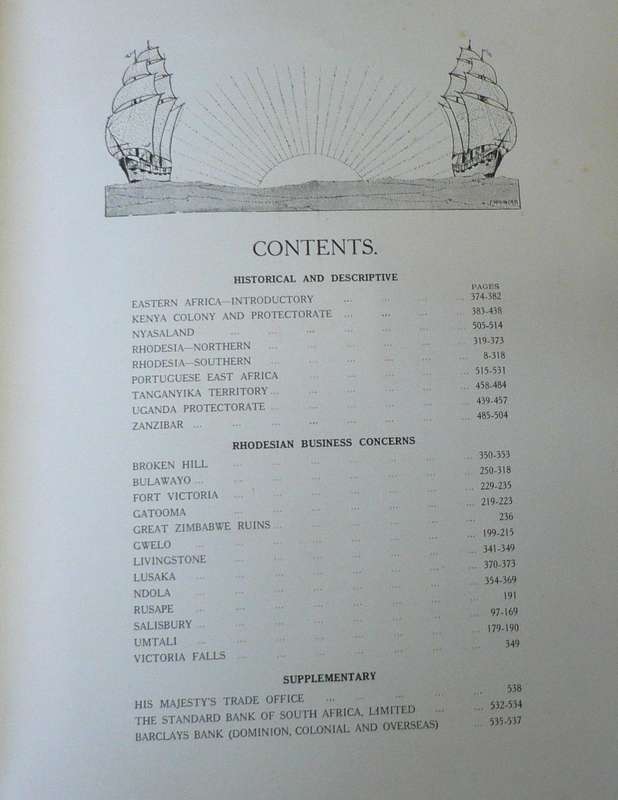 CONTENTS.
HISTORICAL AND DESCRIPTIVE
PAGES
EASTERN AFRICA—INTRODUCTORY ... ... ... ... 374-382
KENYA COLONY AND PROTECTORATE ... ... ... ... 383-438
NYASALAND ... ... ... ... ... ... 505-514
RHODESIA—NORTHERN ... ... ... ... ... 319-373
RHODESIA—SOUTHERN ... ... ... ... ... 8-318
PORTUGUESE EAST AFRICA ... ... ... ... 515-531
TANGANYIKA TERRITORY ... ... ... ... ... 458-484
UGANDA PROTECTORATE ... ... ... ... ... 439-457
ZANZIBAR ... ... ... ... ... ... ... 485-504
RHODESIAN BUSINESS CONCERNS
BROKEN HILL ... ... ... ... ... ... 350-353
BULAWAYO ... ... ... ... ... ... ... 250-318
FORT VICTORIA ... ... ... ... ... ... 229-235
GATOOMA ... ... ... ... ... ... 219-223
GREAT ZIMBABWE RUINS ... ... ... ... ... 236
GWELO ... ... ... ... ... ... ... 199-215
LIVINGSTONE ... ... ... ... ... ... 341-349
LUSAKA ... ... ... ... ... ... ... 370-373
NDOLA ... ... ... ... ... ... ... 354-369
RUSAPE ... ... ... ... ... ... ... 191
SALISBURY ... ... ... ... ... ... ... 97-169
UMTALI ... ... ... ... ... ... ... 179-190
VICTORIA FALLS ... ... ... ... ... ... 349
SUPPLEMENTARY
HIS MAJESTY'S TRADE OFFICE ... ... ... ... ... 538
THE STANDARD BANK OF SOUTH AFRICA, LIMITED ... ... 532-534
BARCLAYS BANK (DOMINION, COLONIAL AND OVERSEAS) ... 535-537